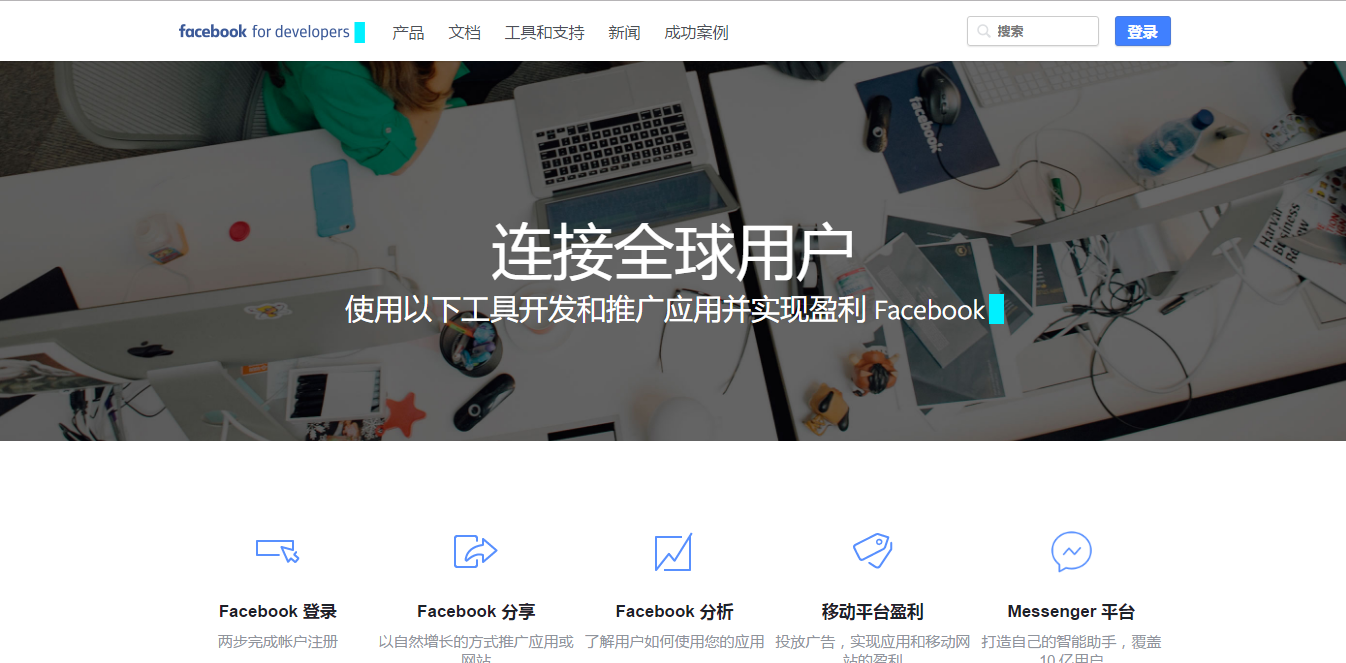 facebook for developers 产品 文档 工具和支持 新闻 成功案例 搜索 登录
facebook
Harvard
Business
Re
连接全球用户
使用以下工具开发和推广应用并实现盈利 Facebook
Facebook 登录
两步完成帐户注册
Facebook 分享
以自然增长的方式推广应用或
网站
Facebook 分析
了解用户如何使用您的应用
移动平台盈利
投放广告，实现应用和移动网
站的盈利
Messenger 平台
打造自己的智能助手，覆盖
10 亿用户